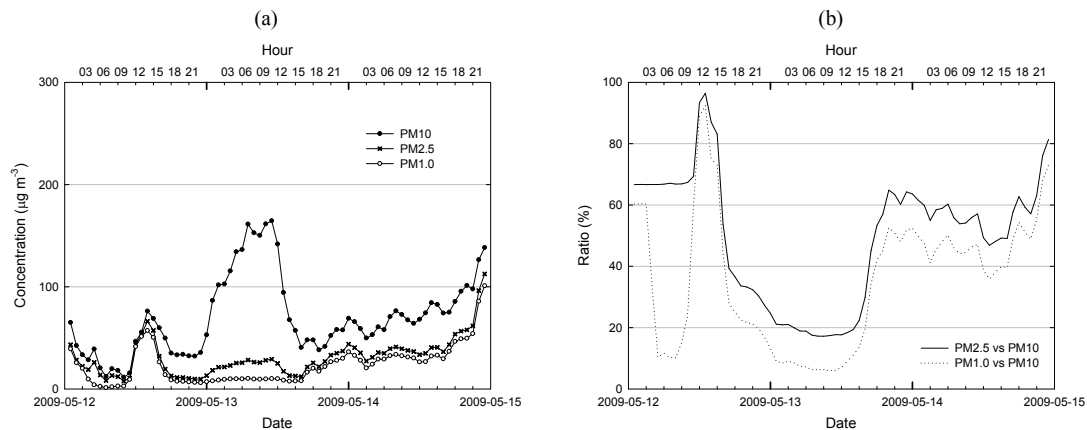 (a)
Hour
03 06 09 12 15 18 21 03 06 09 12 15 18 21 03 06 09 12 15 18 21
300
200
100
0
Concentration (µg m-3)
PM10
PM2.5
PM1.0
2009-05-12 2009-05-13 2009-05-14 2009-05-15
Date
(b)
Hour
03 06 09 12 15 18 21 03 06 09 12 15 18 21 03 06 09 12 15 18 21
100
80
60
40
20
0
Ratio (%)
PM2.5 vs PM10
PM1.0 vs PM10
2009-05-12 2009-05-13 2009-05-14 2009-05-15
Date